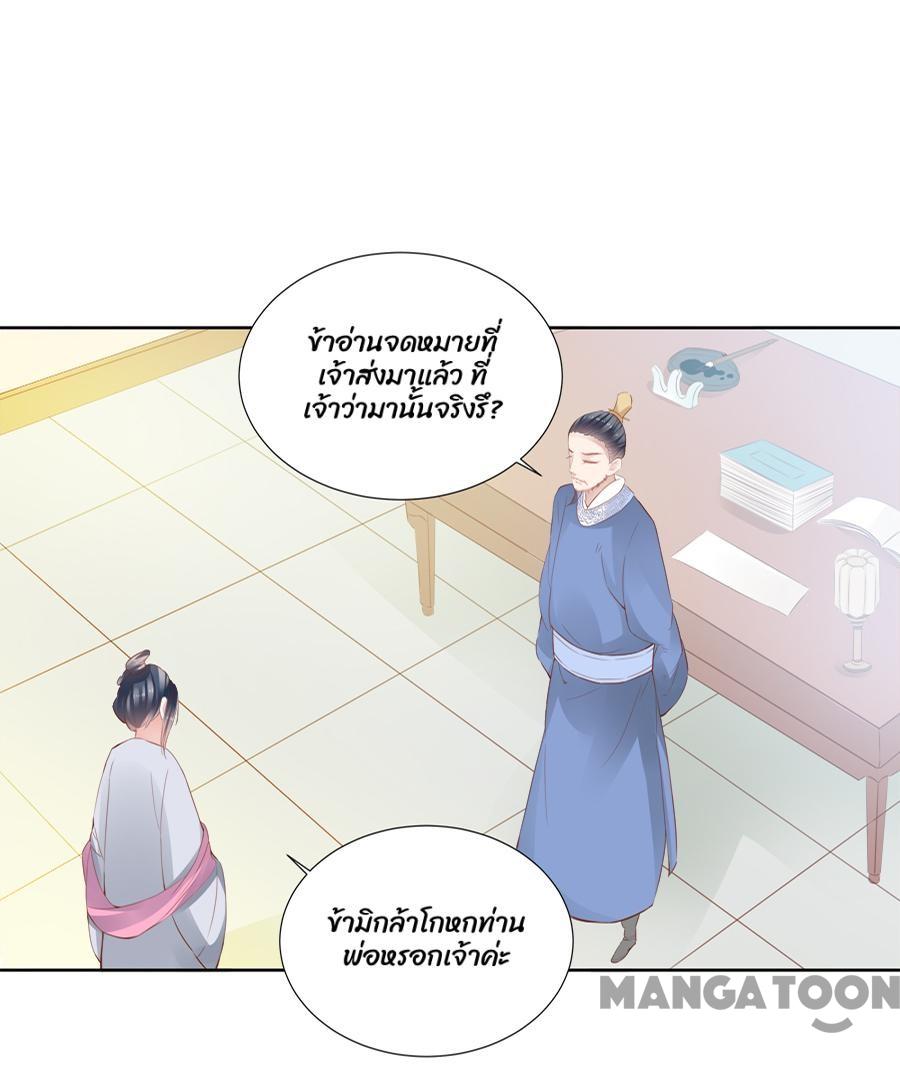 ข้าอ่านจดหมายที่
เจ้าส่งมาแล้ว ที่
เจ้าว่ามานั้นจริงรึ?
ข้ามิกล้าโกหกท่าน
พ่อหรอกเจ้าค่ะ
MANGATOON